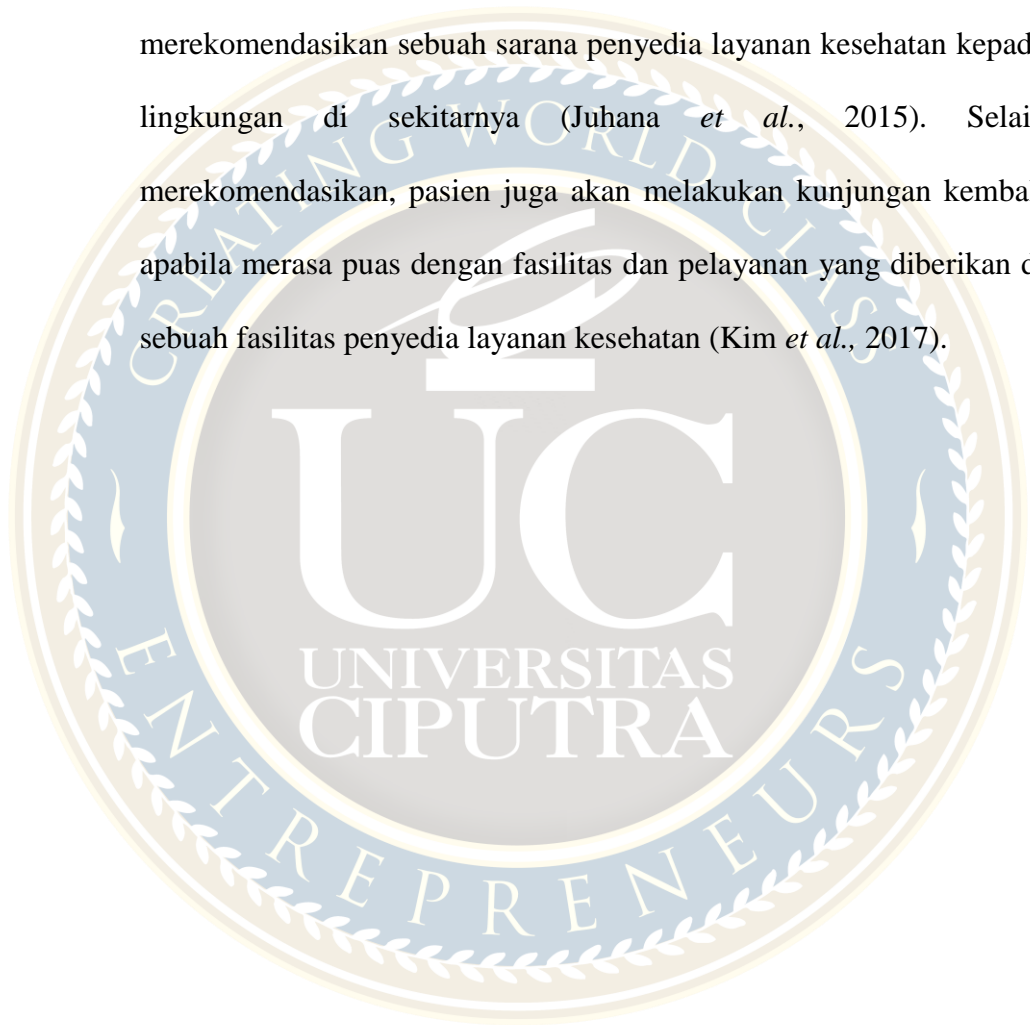 merekomendasikan sebuah sarana penyedia layanan kesehatan kepad
lingkungan di sekitarnya (Juhana et al., 2015). Selai
merekomendasikan, pasien juga akan melakukan kunjungan kembal
apabila merasa puas dengan fasilitas dan pelayanan yang diberikan d
sebuah fasilitas penyedia layanan kesehatan (Kim et al., 2017).
CREATING WORLD CLASS
UC
UNIVERSITAS
CIPUTRA
ENTREPRENEURS